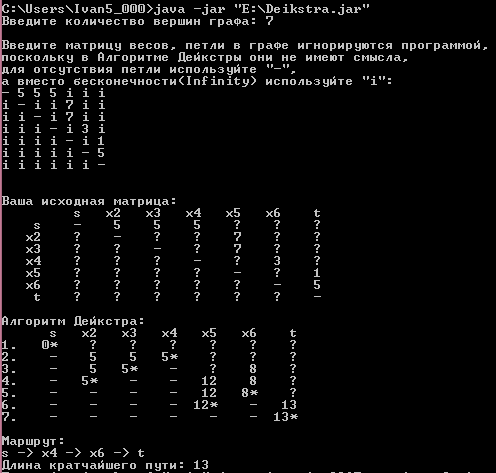 C:\Users\Ivan5_000>java -jar "E:\Deikstra.jar"
Введите количество вершин графа: 7
Введите матрицу весов, петли в графе игнорируются программой,
поскольку в Алгоритме Дейкстры они не имеют смысла,
для отсутствия петли используйте "-",
а вместо бесконечности(Infinity) используйте "i":
- 5 5 5 i i i
i - i i 7 i i
i i - i 7 i i
i i i - i 3 i
i i i i - i 1
i i i i i - 5
i i i i i i -
Ваша исходная матрица:
s x2 x3 x4 x5 x6 t
s - 5 5 5 ? ? ?
x2 ? - ? ? 7 ? ?
x3 ? ? - ? 7 ? ?
x4 ? ? ? - ? 3 ?
x5 ? ? ? ? - ? 1
x6 ? ? ? ? ? - 5
t ? ? ? ? ? ? -
Алгоритм Дейкстра:
s x2 x3 x4 x5 x6 t
1. 0* ? ? ? ? ? ?
2. - 5 5 5* ? ? ?
3. - 5 5* - ? 8 ?
4. - 5* - - 12 8 ?
5. - - - - 12 8* ?
6. - - - - 12* - 13
7. - - - - - - 13*
Маршрут:
s -> x4 -> x6 -> t
Длина кратчайшего пути: 13